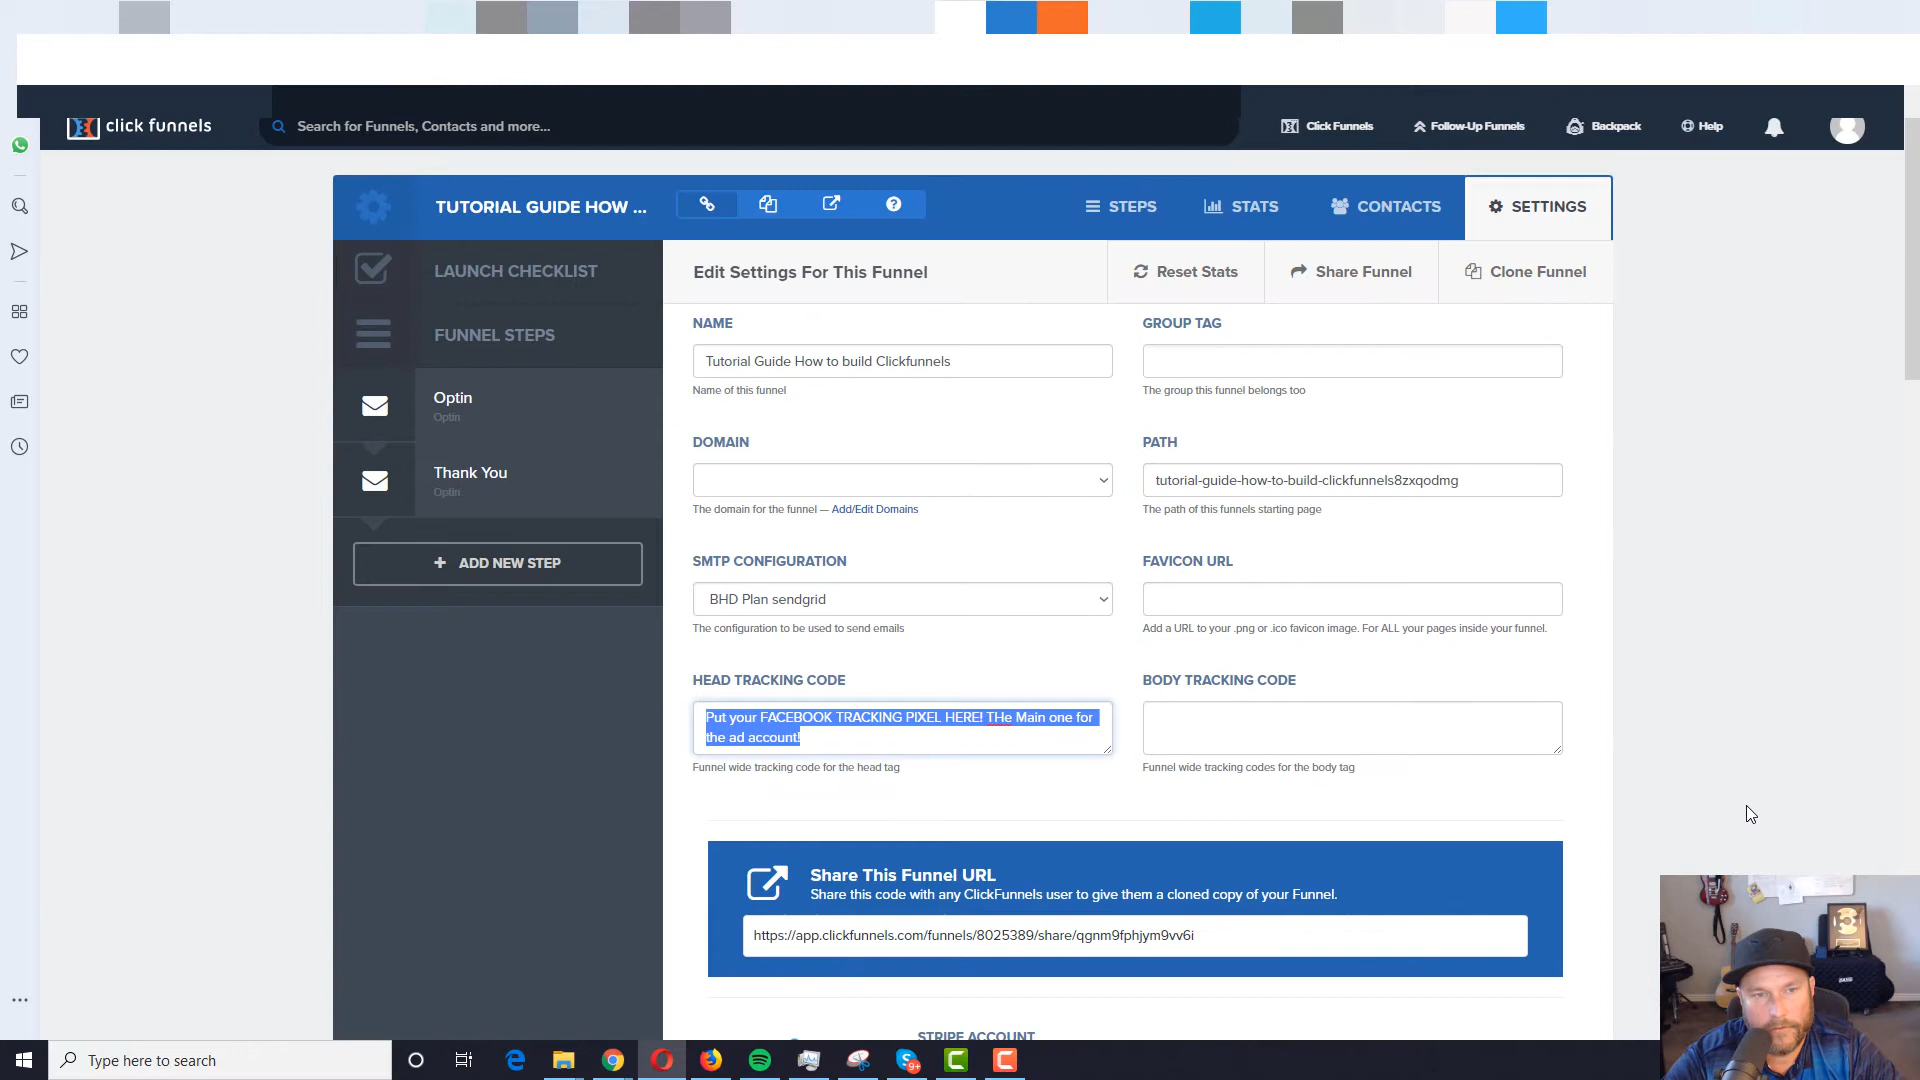 click funnels
Search for Funnels, Contacts and more...
Click Funnels
Follow-Up Funnels
Backpack
Help
TUTORIAL GUIDE HOW ...
STEPS
STATS
CONTACTS
SETTINGS
LAUNCH CHECKLIST
FUNNEL STEPS
Optin
Optin
Thank You
Optin
ADD NEW STEP
Edit Settings For This Funnel
Reset Stats
Share Funnel
Clone Funnel
NAME
Tutorial Guide How to build Clickfunnels
Name of this funnel
GROUP TAG
The group this funnel belongs too
DOMAIN
The domain for the funnel — Add/Edit Domains
PATH
tutorial-guide-how-to-build-clickfunnels8zxqodmg
The path of this funnels starting page
SMTP CONFIGURATION
BHD Plan sendgrid
The configuration to be used to send emails
FAVICON URL
Add a URL to your .png or .ico favicon image. For ALL your pages inside your funnel.
HEAD TRACKING CODE
Put your FACEBOOK TRACKING PIXEL HERE! THe Main one for
the ad account!
Funnel wide tracking code for the head tag
BODY TRACKING CODE
Funnel wide tracking codes for the body tag
Share This Funnel URL
Share this code with any ClickFunnels user to give them a cloned copy of your Funnel.
https://app.clickfunnels.com/funnels/8025389/share/qgnm9fphjym9vv6i
STRIPE ACCOUNT
Type here to search
9+